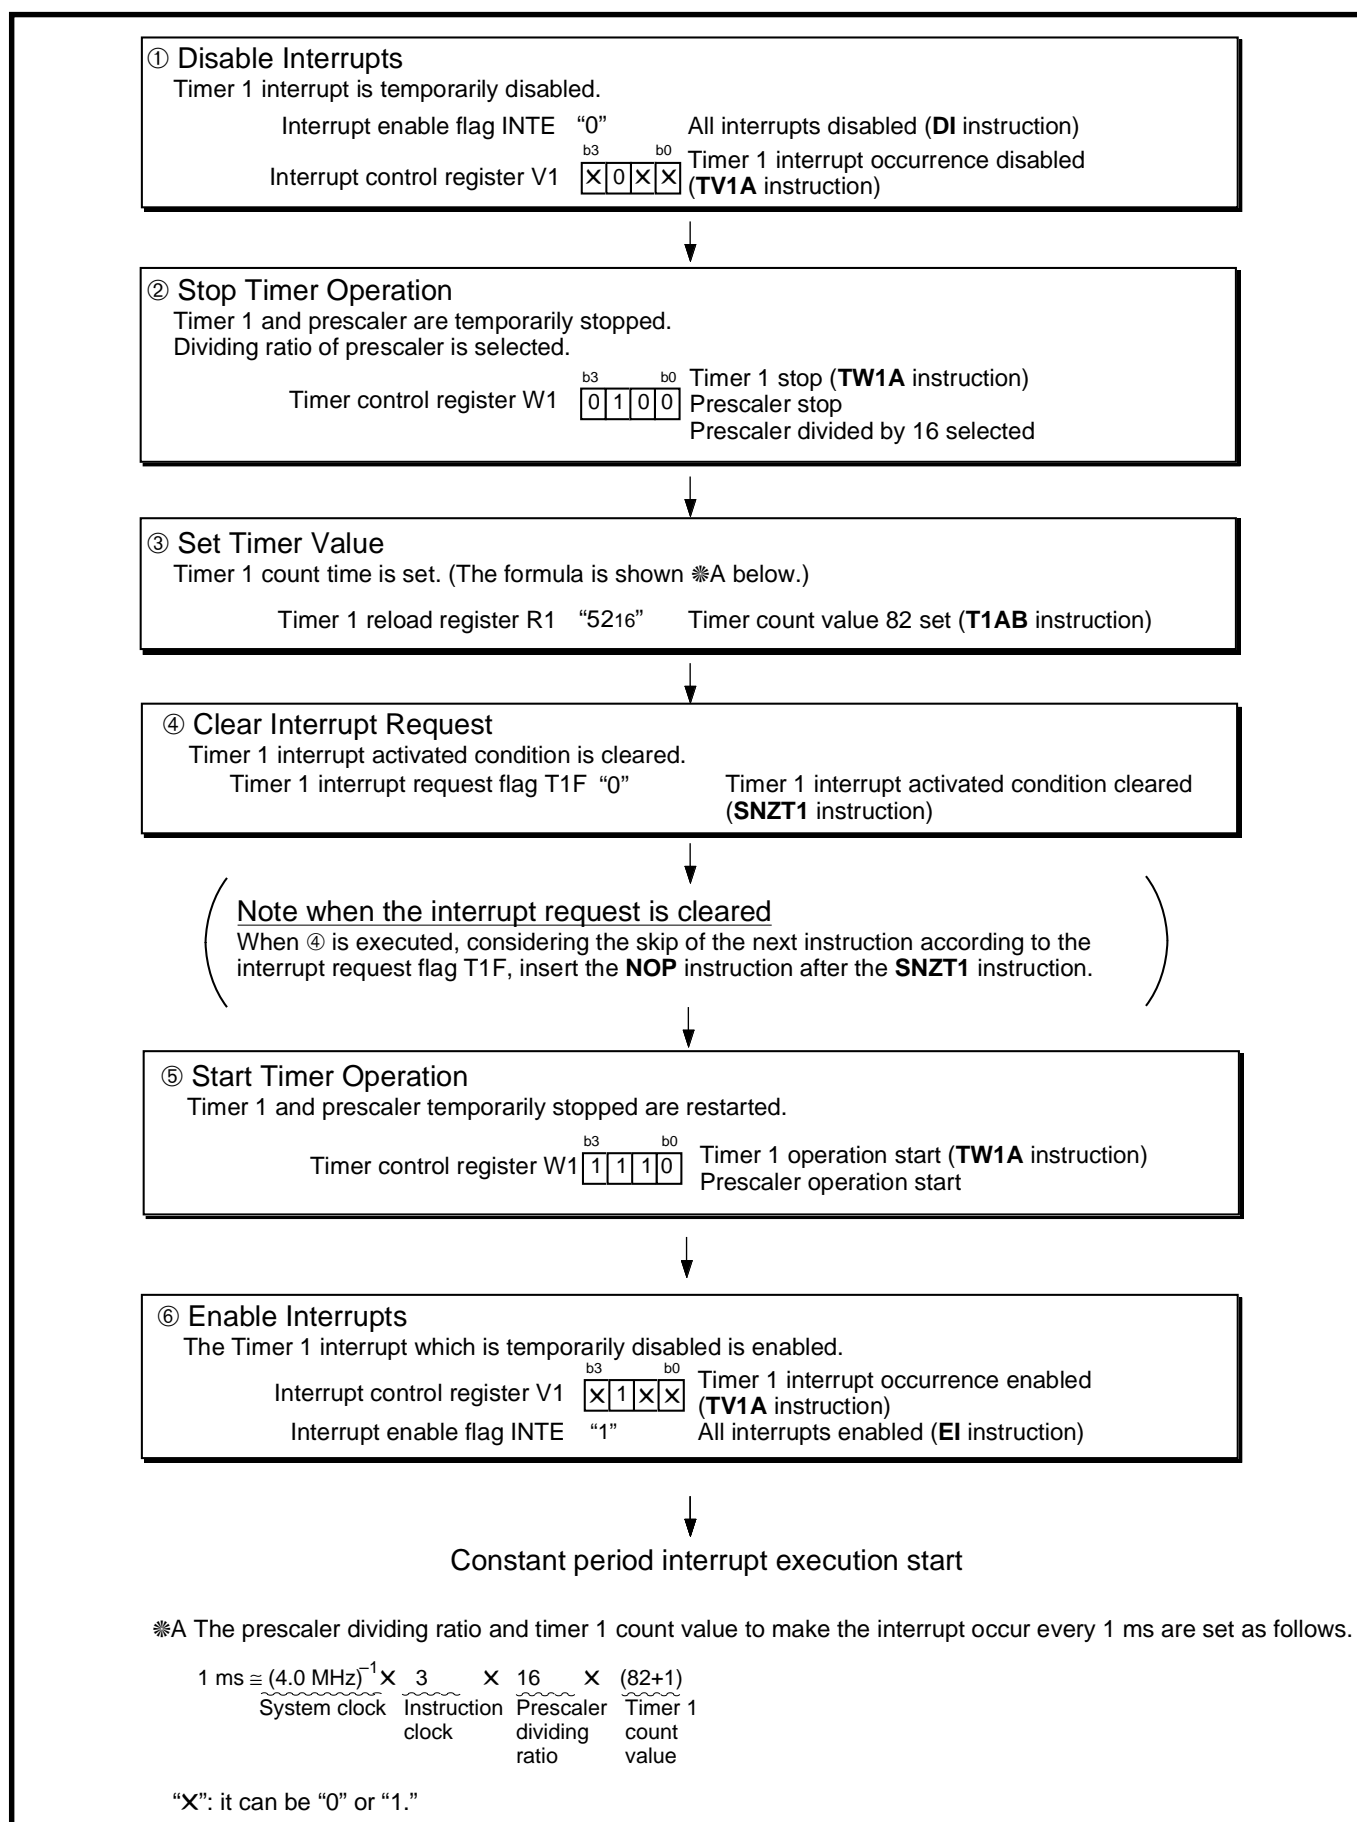 ① Disable Interrupts
Timer 1 interrupt is temporarily disabled.
Interrupt enable flag INTE “0” All interrupts disabled (DI instruction)
b3 b0
Timer 1 interrupt occurrence disabled
Interrupt control register V1 X 0 X X
(TV1A instruction)
② Stop Timer Operation
Timer 1 and prescaler are temporarily stopped.
Dividing ratio of prescaler is selected.
b3 b0 Timer 1 stop (TW1A instruction)
Timer control register W1 0 1 0 0 Prescaler stop
Prescaler divided by 16 selected
③ Set Timer Value
Timer 1 count time is set. (The formula is shown ※A below.)
Timer 1 reload register R1 “5216” Timer count value 82 set (T1AB instruction)
④ Clear Interrupt Request
Timer 1 interrupt activated condition is cleared.
Timer 1 interrupt request flag T1F “0” Timer 1 interrupt activated condition cleared
(SNZT1 instruction)
Note when the interrupt request is cleared
When ④ is executed, considering the skip of the next instruction according to the
interrupt request flag T1F, insert the NOP instruction after the SNZT1 instruction.
⑤ Start Timer Operation
Timer 1 and prescaler temporarily stopped are restarted.
b3 b0
Timer control register W1 1 1 1 0 Timer 1 operation start (TW1A instruction)
Prescaler operation start
⑥ Enable Interrupts
The Timer 1 interrupt which is temporarily disabled is enabled.
b3 b0
Timer 1 interrupt occurrence enabled
Interrupt control register V1 X 1 X X
(TV1A instruction)
Interrupt enable flag INTE “1” All interrupts enabled (EI instruction)
Constant period interrupt execution start
※A The prescaler dividing ratio and timer 1 count value to make the interrupt occur every 1 ms are set as follows.
1 ms ≅ (4.0 MHz)–1 X 3 X 16 X (82+1)
System clock Instruction Prescaler Timer 1
clock dividing count
ratio value
“X”: it can be “0” or “1.”